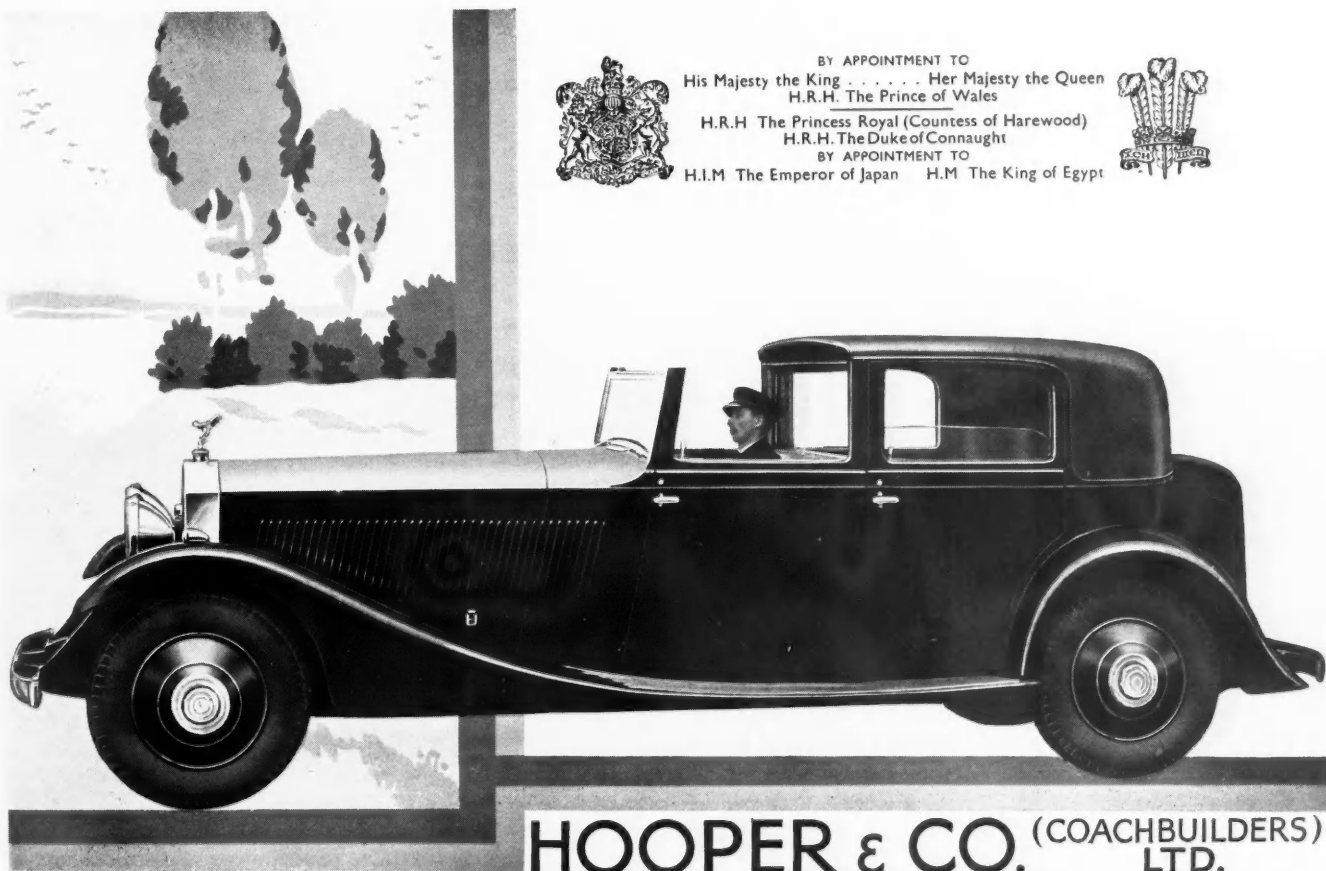 BY APPOINTMENT TO
His Majesty the King . . . . . . Her Majesty the Queen
H.R.H. The Prince of Wales
H.R.H The Princess Royal (Countess of Harewood)
H.R.H. The Duke of Connaught
BY APPOINTMENT TO
H.I.M The Emperor of Japan H.M The King of Egypt
HOOPER & CO. (COACHBUILDERS) LTD.